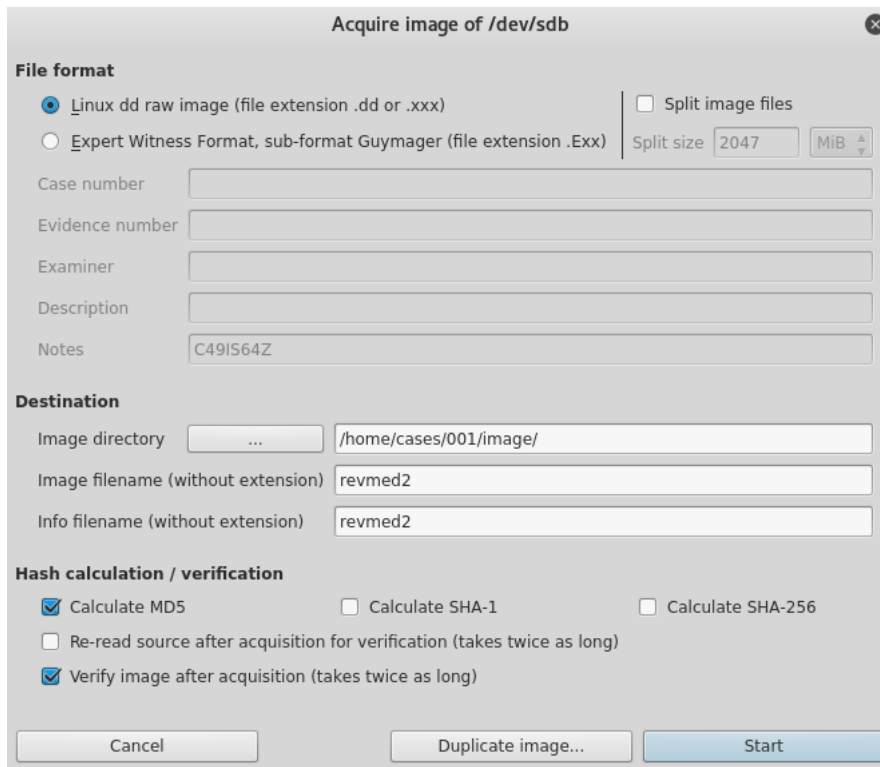 Acquire image of /dev/sdb
File format
Linux dd raw image (file extension .dd or .xxx)
Split image files
Expert Witness Format, sub-format Guymager (file extension .Exx)
Split size 2047 MiB
Case number
Evidence number
Examiner
Description
Notes C49IS64Z
Destination
Image directory ... /home/cases/001/image/
Image filename (without extension) revmed2
Info filename (without extension) revmed2
Hash calculation / verification
Calculate MD5 Calculate SHA-1 Calculate SHA-256
Re-read source after acquisition for verification (takes twice as long)
Verify image after acquisition (takes twice as long)
Cancel Duplicate image... Start